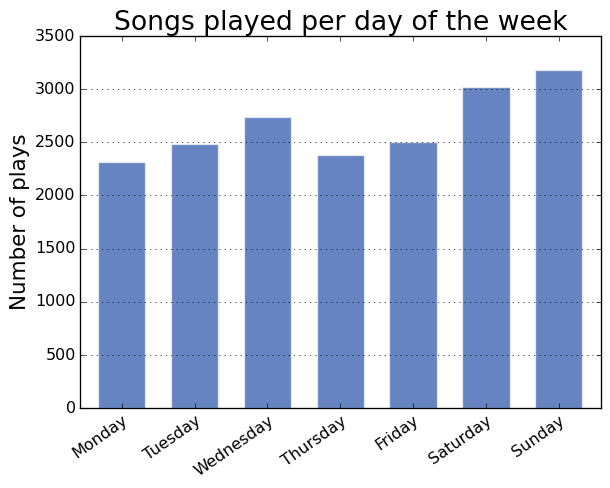 Songs played per day of the week
Number of plays
3500
3000
2500
2000
1500
1000
500
0
Monday
Tuesday
Wednesday
Thursday
Friday
Saturday
Sunday